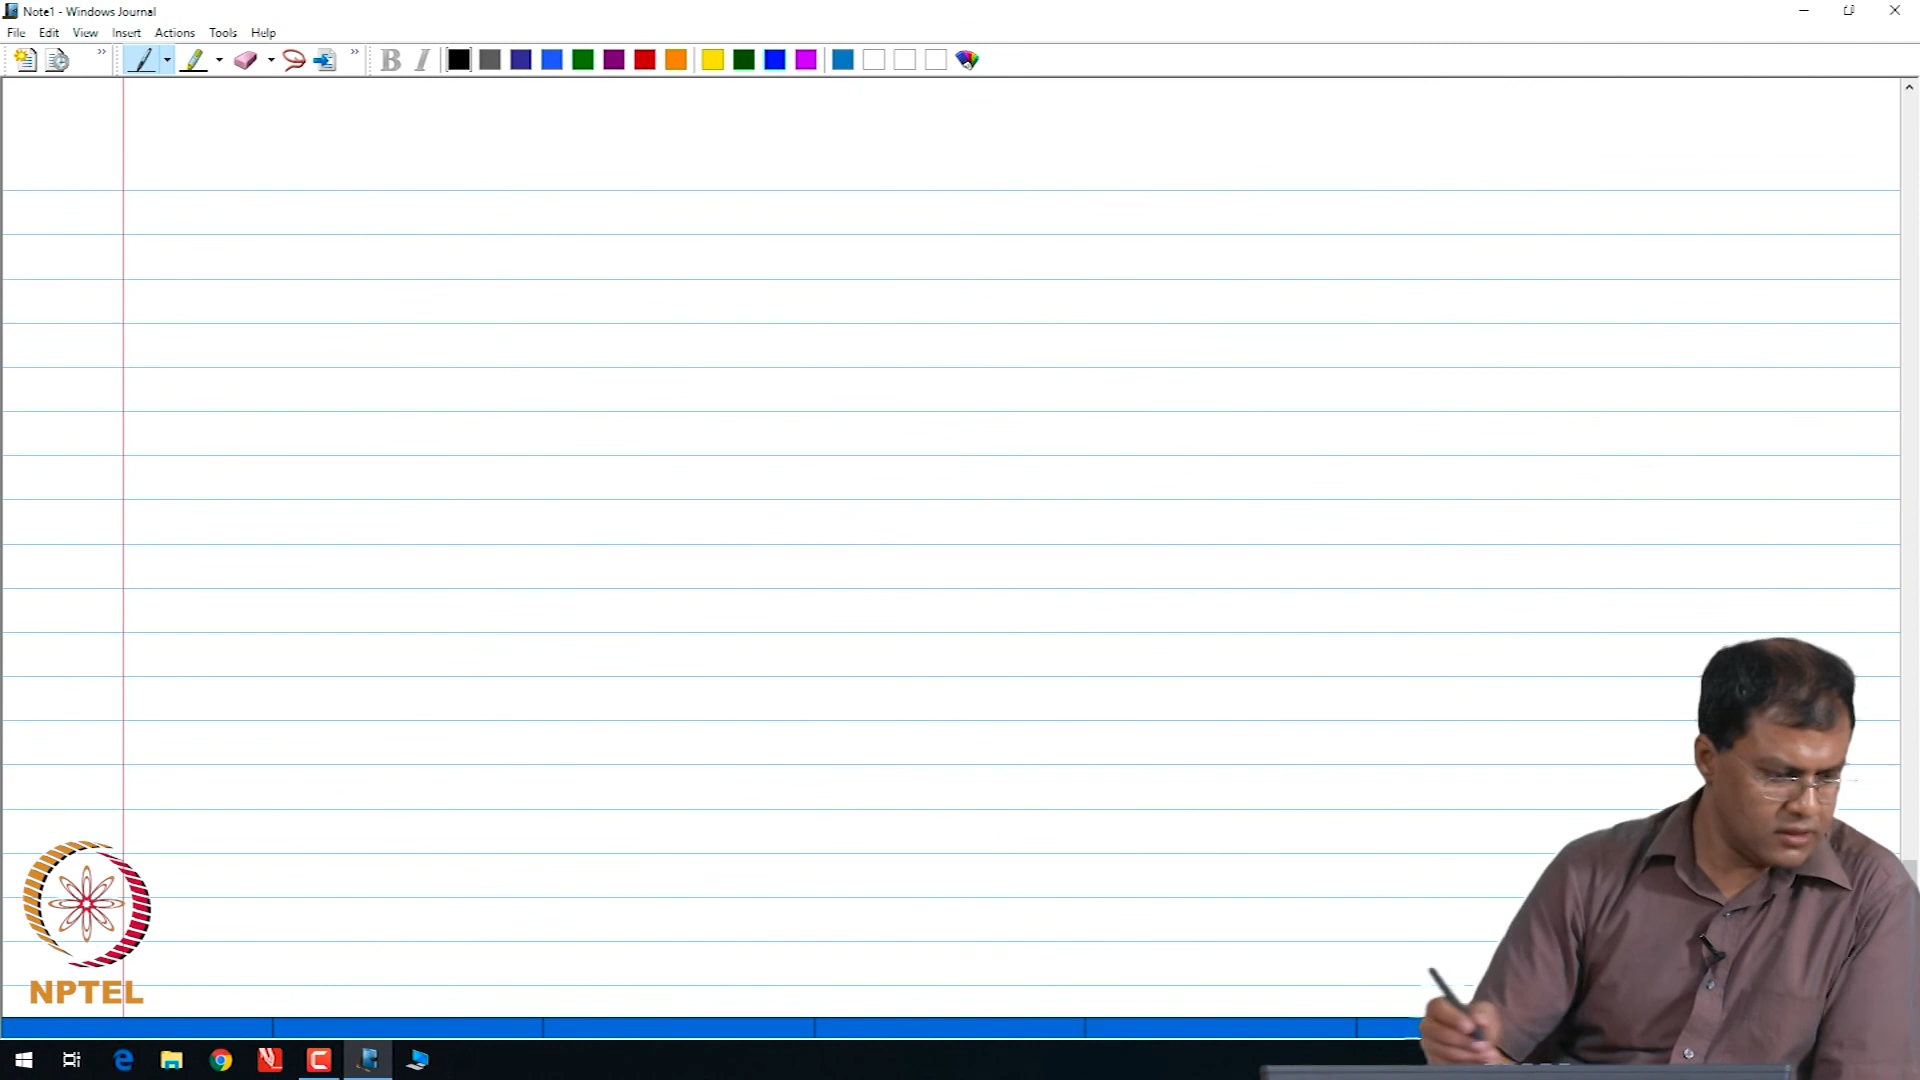 Note1 - Windows Journal
File Edit View Insert Actions Tools Help
B I
NPTEL